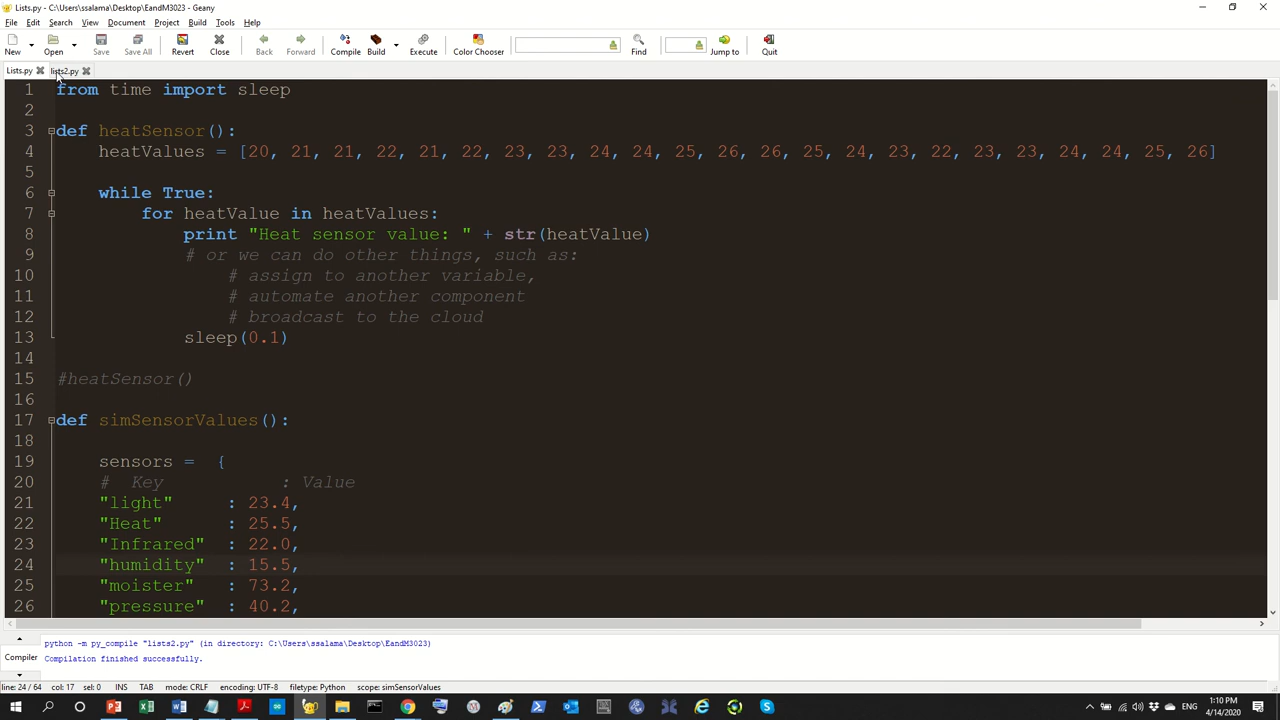 Lists.py - C:\Users\ssalama\Desktop\EandM3023 - Geany
File Edit Search View Document Project Build Tools Help
New Open Save Save All Revert Close Back Forward Compile Build Execute Color Chooser Find Jump to Quit
Lists.py lists2.py
1 from time import sleep
2
3 def heatSensor():
4 heatValues = [20, 21, 21, 22, 21, 22, 23, 23, 24, 24, 25, 26, 26, 25, 24, 23, 22, 23, 23, 24, 24, 25, 26]
5
6 while True:
7 for heatValue in heatValues:
8 print "Heat sensor value: " + str(heatValue)
9 # or we can do other things, such as:
10 # assign to another variable,
11 # automate another component
12 # broadcast to the cloud
13 sleep(0.1)
14
15 #heatSensor()
16
17 def simSensorValues():
18
19 sensors = {
20 # Key : Value
21 "light" : 23.4,
22 "Heat" : 25.5,
23 "Infrared" : 22.0,
24 "humidity" : 15.5,
25 "moister" : 73.2,
26 "pressure" : 40.2,
python -m py_compile "lists2.py" (in directory: C:\Users\ssalama\Desktop\EandM3023)
Compiler Compilation finished successfully.
line: 24 / 64 col: 17 sel: 0 INS TAB mode: CRLF encoding: UTF-8 filetype: Python scope: simSensorValues
1:10 PM
4/14/2020